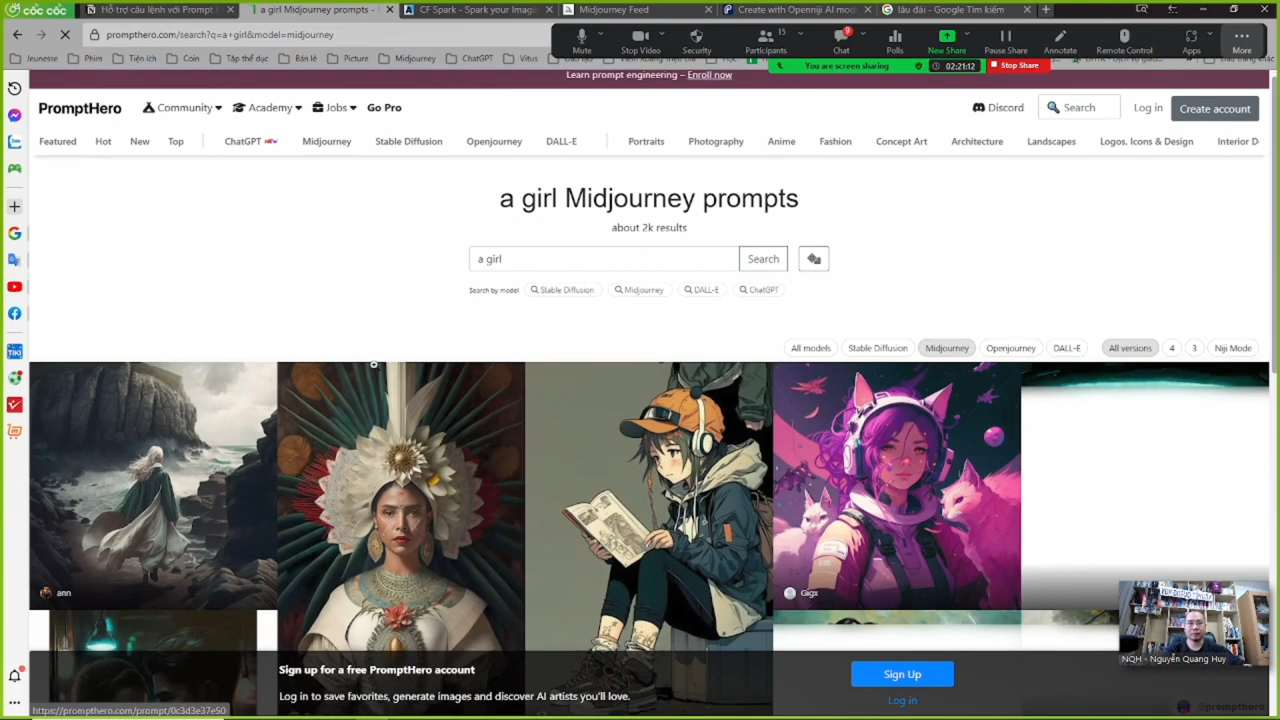 cốc cốc
Hỗ trợ câu lệnh với Prompt
a girl Midjourney prompts -
CF Spark - Spark your Imagin
Midjourney Feed
Create with Openniji AI mod
lâu đài - Google Tìm kiếm
prompthero.com/search?q=a+girl&model=midjourney
Mute
Stop Video
Security
Participants
15
Chat
9
Polls
New Share
Pause Share
Annotate
Remote Control
Apps
More
You are screen sharing
02:21:12
Stop Share
Jeunesse
Phim
Tiện ích
Coin
Tập thể dục
Bán lẻ
Picture
Midjourney
ChatGPT
Vitus
Learn prompt engineering – Enroll now
PromptHero
Community
Academy
Jobs
Go Pro
Discord
Search
Log in
Create account
Featured
Hot
New
Top
ChatGPT NEW
Midjourney
Stable Diffusion
Openjourney
DALL-E
Portraits
Photography
Anime
Fashion
Concept Art
Architecture
Landscapes
Logos, Icons & Design
Interior D
a girl Midjourney prompts
about 2k results
a girl
Search
Search by model
Stable Diffusion
Midjourney
DALL-E
ChatGPT
All models
Stable Diffusion
Midjourney
Openjourney
DALL-E
All versions
4
3
Niji Mode
TIKI
ann
Gigx
NQH - Nguyễn Quang Huy
Sign up for a free PromptHero account
Log in to save favorites, generate images and discover AI artists you'll love.
Sign Up
Log in
https://prompthero.com/prompt/0c3d3e37e50
@prompthero